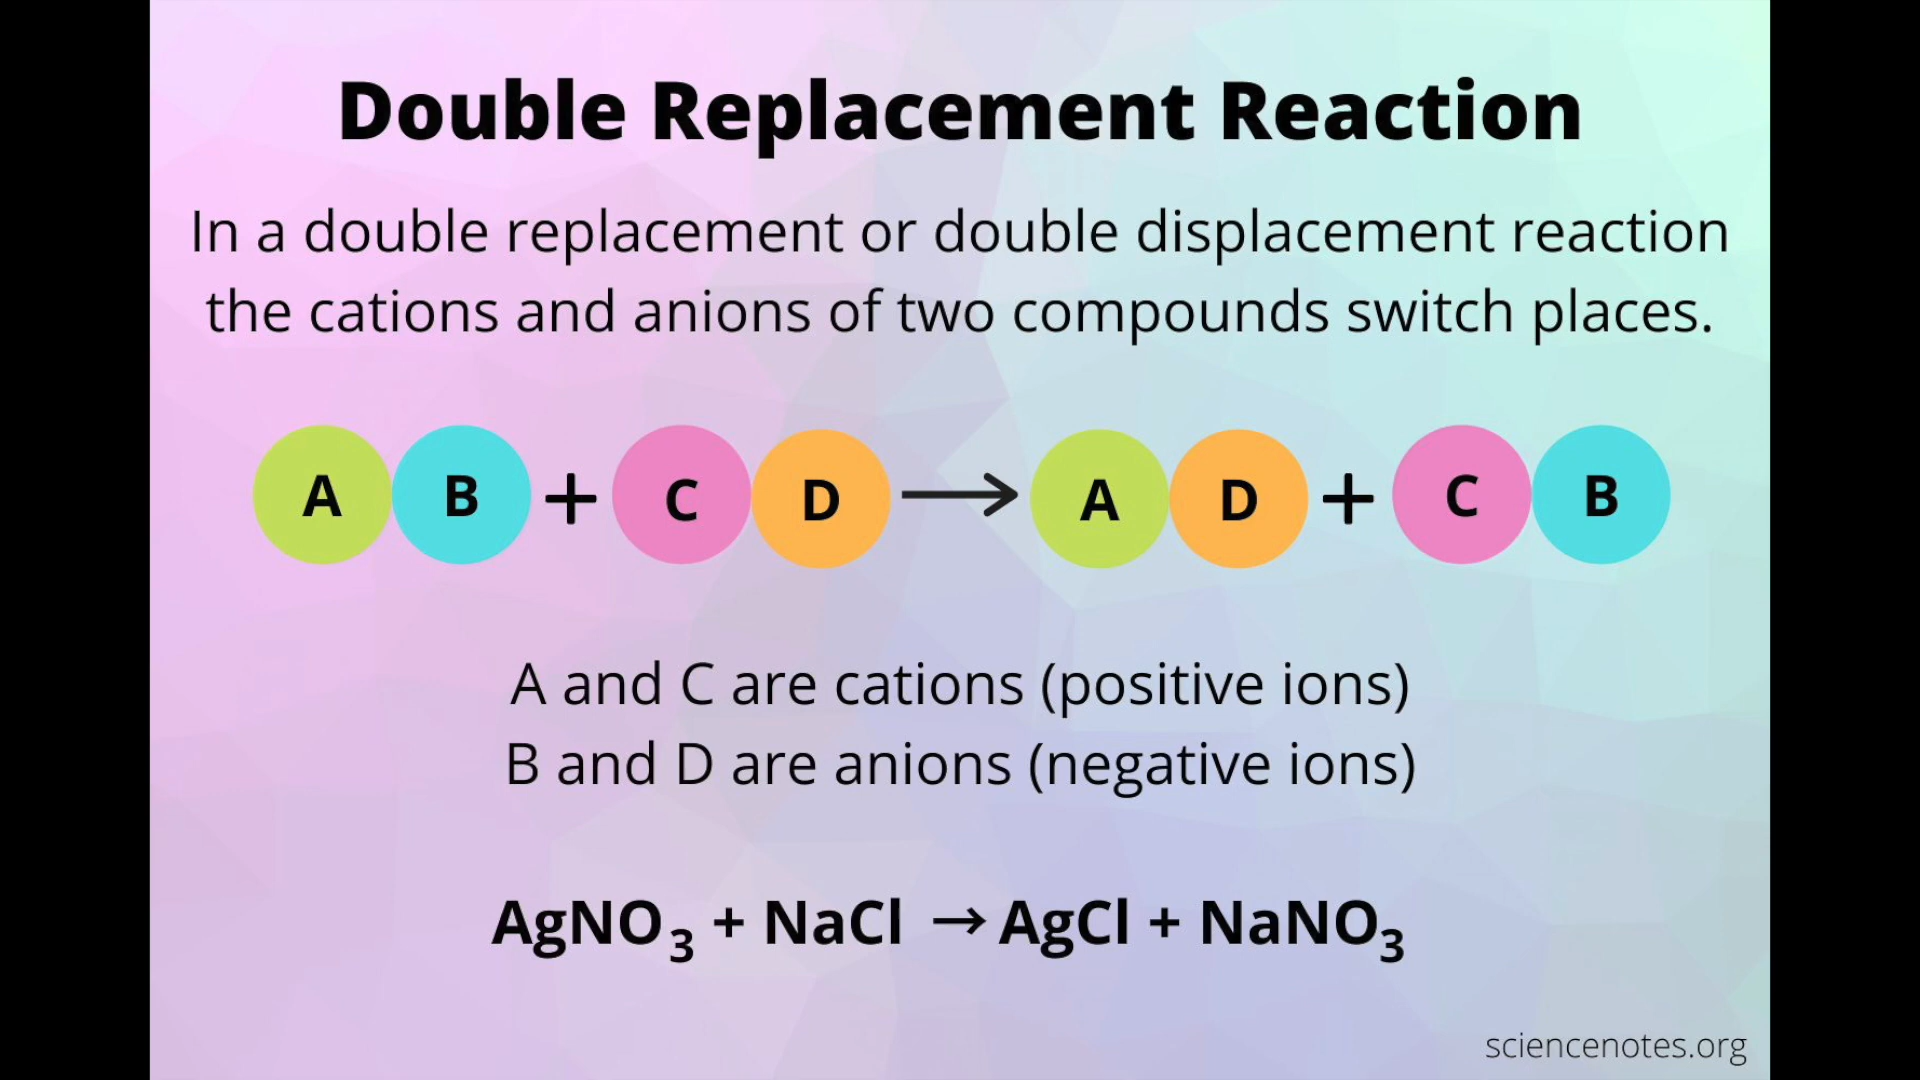 Double Replacement Reaction
In a double replacement or double displacement reaction
the cations and anions of two compounds switch places.
A B + C D → A D + C B
A and C are cations (positive ions)
B and D are anions (negative ions)
AgNO₃ + NaCl → AgCl + NaNO₃
sciencenotes.org